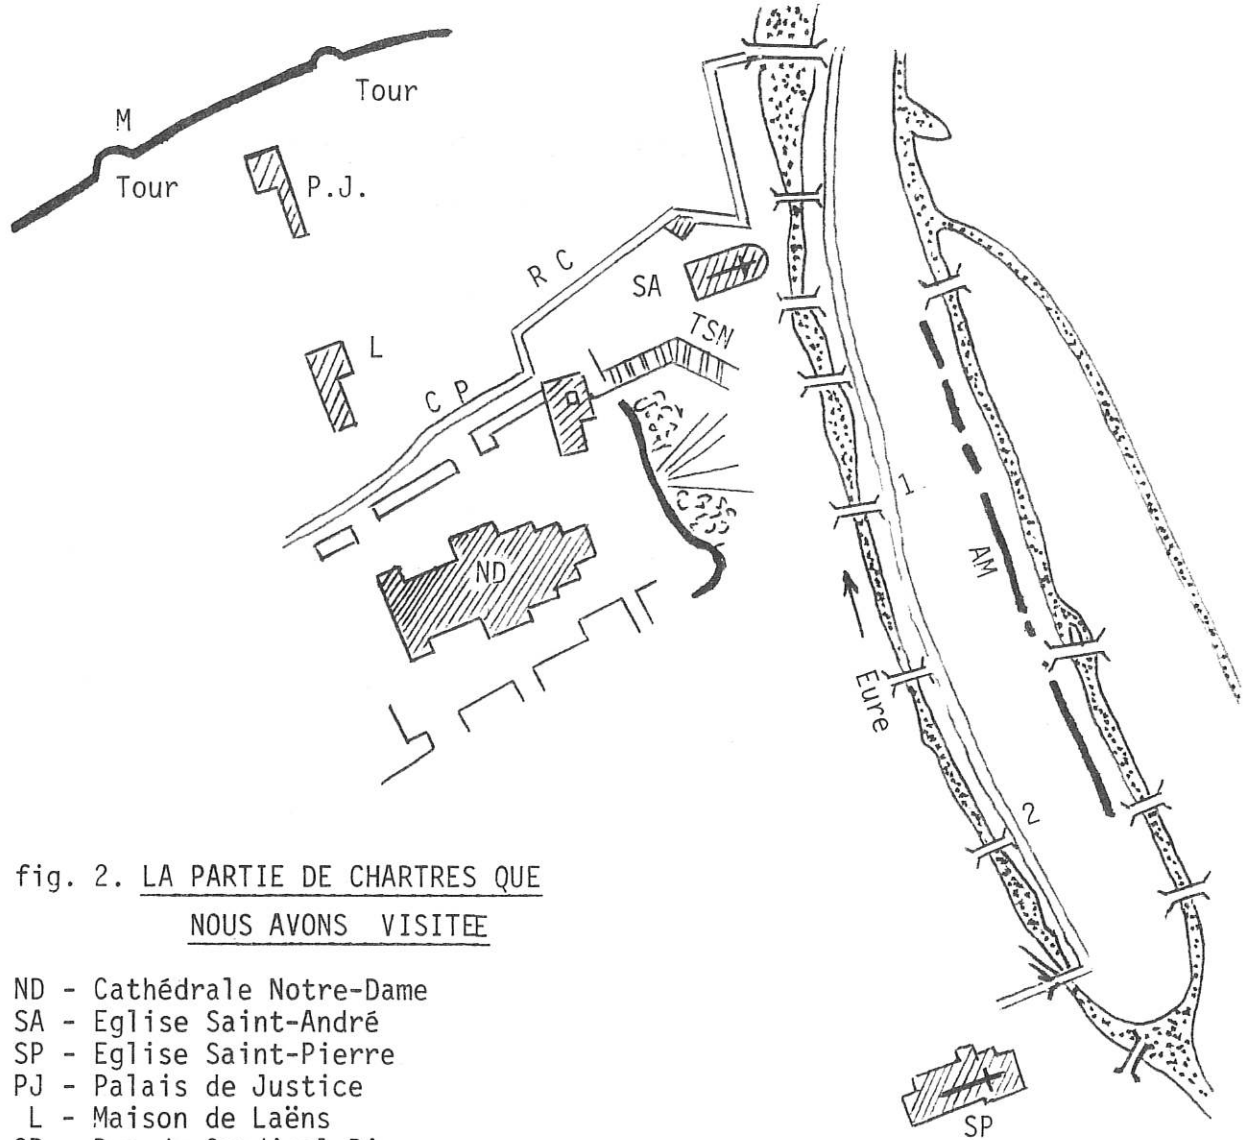 Tour
M
Tour
P.J.
R C
SA
L
TSN
C P
1
ND
AM
Eure
2
fig. 2. LA PARTIE DE CHARTRES QUE
NOUS AVONS VISITEE
ND - Cathédrale Notre-Dame
SA - Eglise Saint-André
SP - Eglise Saint-Pierre
PJ - Palais de Justice
L - Maison de Laëns
SP